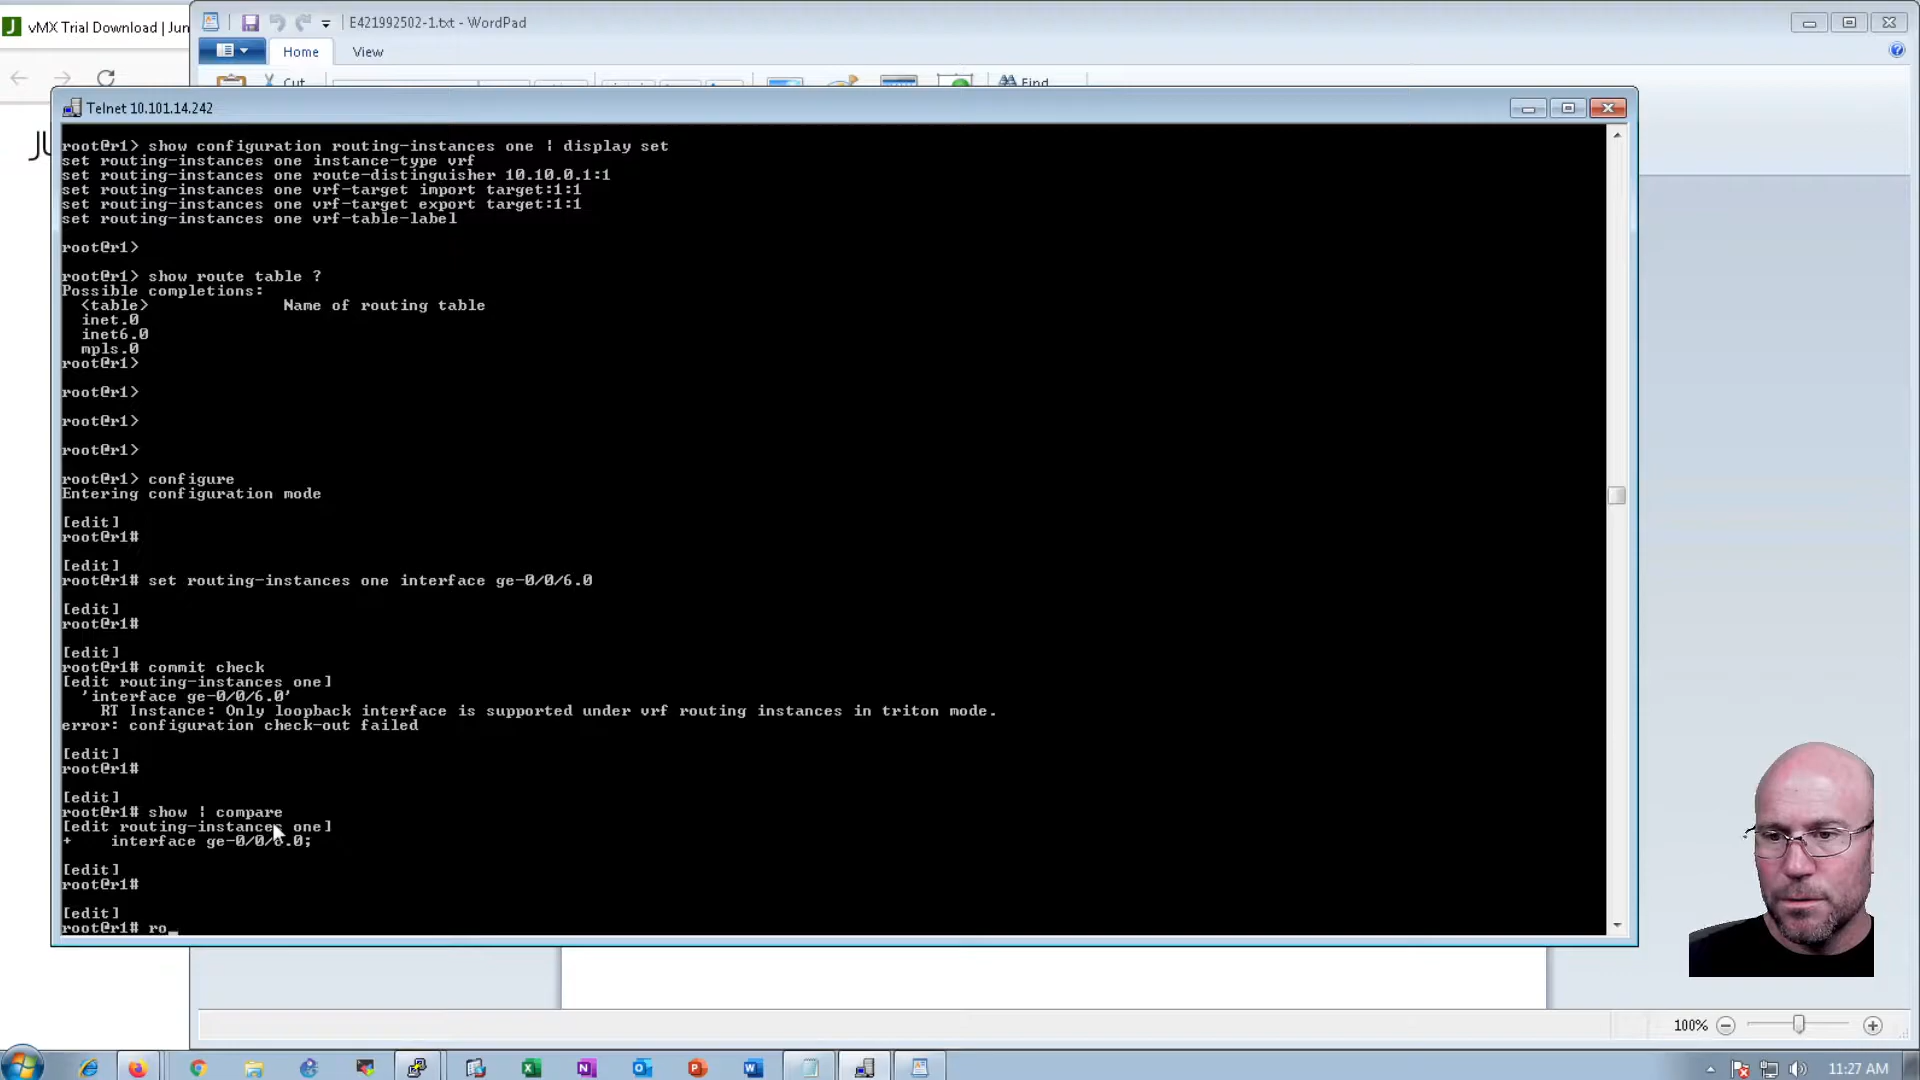 vMX Trial Download | Jun
E421992502-1.txt - WordPad
Home
View
Cut
Find
JU
Telnet 10.101.14.242
root@r1> show configuration routing-instances one | display set
set routing-instances one instance-type vrf
set routing-instances one route-distinguisher 10.10.0.1:1
set routing-instances one vrf-target import target:1:1
set routing-instances one vrf-target export target:1:1
set routing-instances one vrf-table-label
root@r1>
root@r1> show route table ?
Possible completions:
<table> Name of routing table
inet.0
inet6.0
mpls.0
root@r1>
root@r1>
root@r1>
root@r1>
root@r1> configure
Entering configuration mode
[edit]
root@r1#
[edit]
root@r1# set routing-instances one interface ge-0/0/6.0
[edit]
root@r1#
[edit]
root@r1# commit check
[edit routing-instances one]
'interface ge-0/0/6.0'
RT Instance: Only loopback interface is supported under vrf routing instances in triton mode.
error: configuration check-out failed
[edit]
root@r1#
[edit]
root@r1# show | compare
[edit routing-instances one]
+ interface ge-0/0/6.0;
[edit]
root@r1#
[edit]
root@r1# ro_
100%
11:27 AM